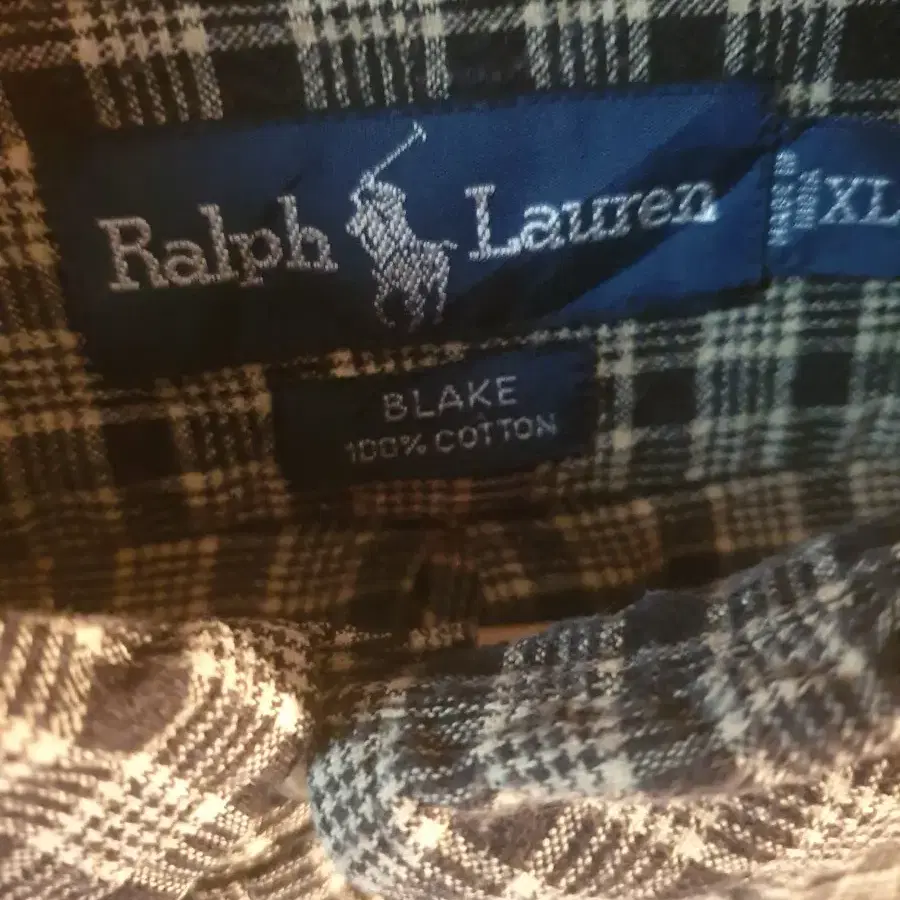 Ralph Lauren
XL
BLAKE
100% COTTON